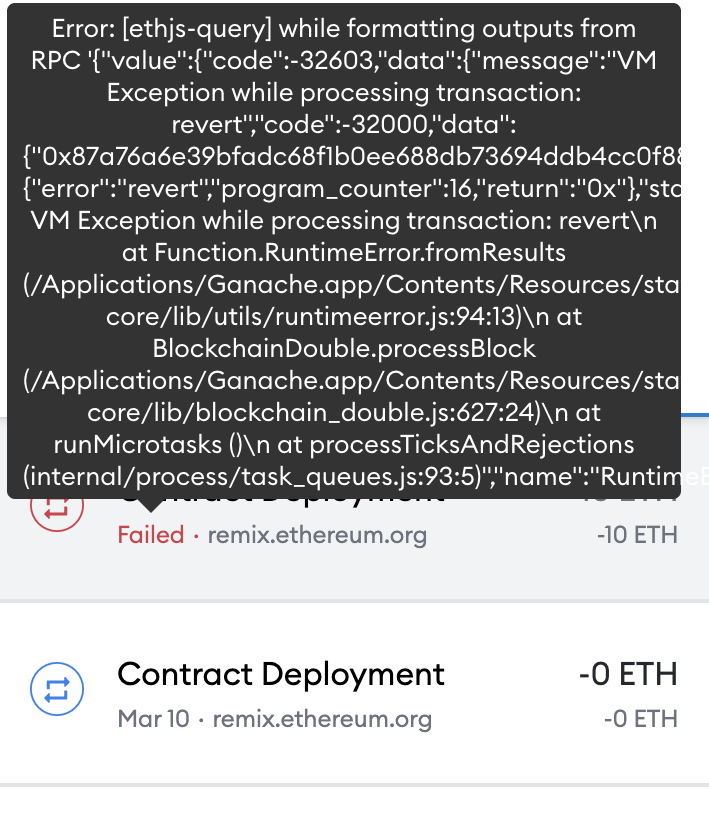 Error: [ethjs-query] while formatting outputs from
RPC '{"value":{"code":-32603,"data":{"message":"VM
Exception while processing transaction:
revert","code":-32000,"data":
{"0x87a76a6e39bfadc68f1b0ee688db73694ddb4cc0f88
{"error":"revert","program_counter":16,"return":"0x"},"sta
VM Exception while processing transaction: revert\n
at Function.RuntimeError.fromResults
(/Applications/Ganache.app/Contents/Resources/sta
core/lib/utils/runtimeerror.js:94:13)\n at
BlockchainDouble.processBlock
(/Applications/Ganache.app/Contents/Resources/sta
core/lib/blockchain_double.js:627:24)\n at
runMicrotasks ()\n at processTicksAndRejections
(internal/process/task_queues.js:93:5)","name":"RuntimeE
Contract Deployment -10 ETH
Failed · remix.ethereum.org -10 ETH
Contract Deployment -0 ETH
Mar 10 · remix.ethereum.org -0 ETH